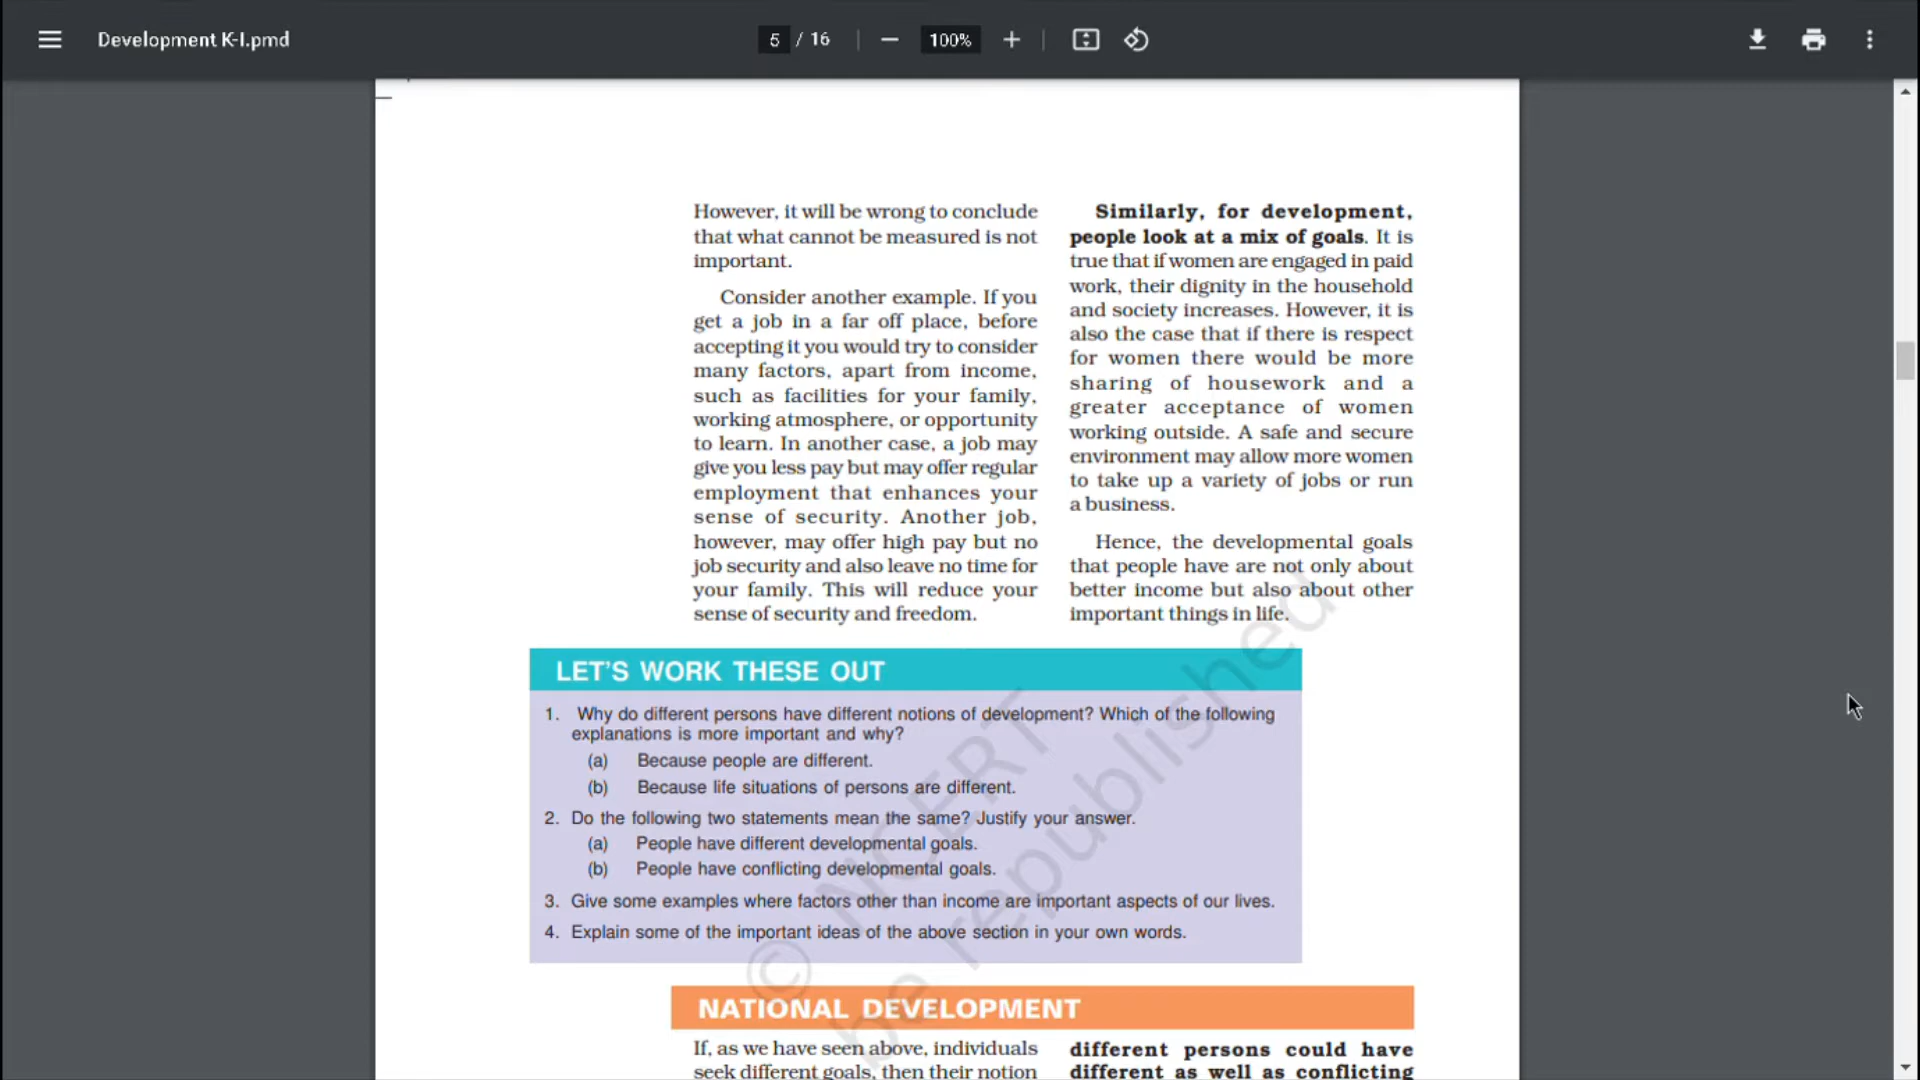 Development K-I.pmd
5 / 16
100%
However, it will be wrong to conclude
that what cannot be measured is not
important.
Consider another example. If you
get a job in a far off place, before
accepting it you would try to consider
many factors, apart from income,
such as facilities for your family,
working atmosphere, or opportunity
to learn. In another case, a job may
give you less pay but may offer regular
employment that enhances your
sense of security. Another job,
however, may offer high pay but no
job security and also leave no time for
your family. This will reduce your
sense of security and freedom.
Similarly, for development,
people look at a mix of goals. It is
true that if women are engaged in paid
work, their dignity in the household
and society increases. However, it is
also the case that if there is respect
for women there would be more
sharing of housework and a
greater acceptance of women
working outside. A safe and secure
environment may allow more women
to take up a variety of jobs or run
a business.
Hence, the developmental goals
that people have are not only about
better income but also about other
important things in life.
LET'S WORK THESE OUT
1. Why do different persons have different notions of development? Which of the following
explanations is more important and why?
(a) Because people are different.
(b) Because life situations of persons are different.
2. Do the following two statements mean the same? Justify your answer.
(a) People have different developmental goals.
(b) People have conflicting developmental goals.
3. Give some examples where factors other than income are important aspects of our lives.
4. Explain some of the important ideas of the above section in your own words.
© NCERT
be republished
NATIONAL DEVELOPMENT
If, as we have seen above, individuals
seek different goals, then their notion
different persons could have
different as well as conflicting